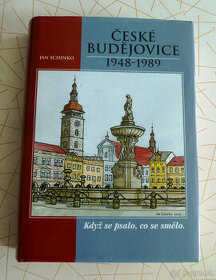 JAN SCHINKO
ČESKÉ
BUDĚJOVICE
1948-1989
Když se psalo, co se smělo.